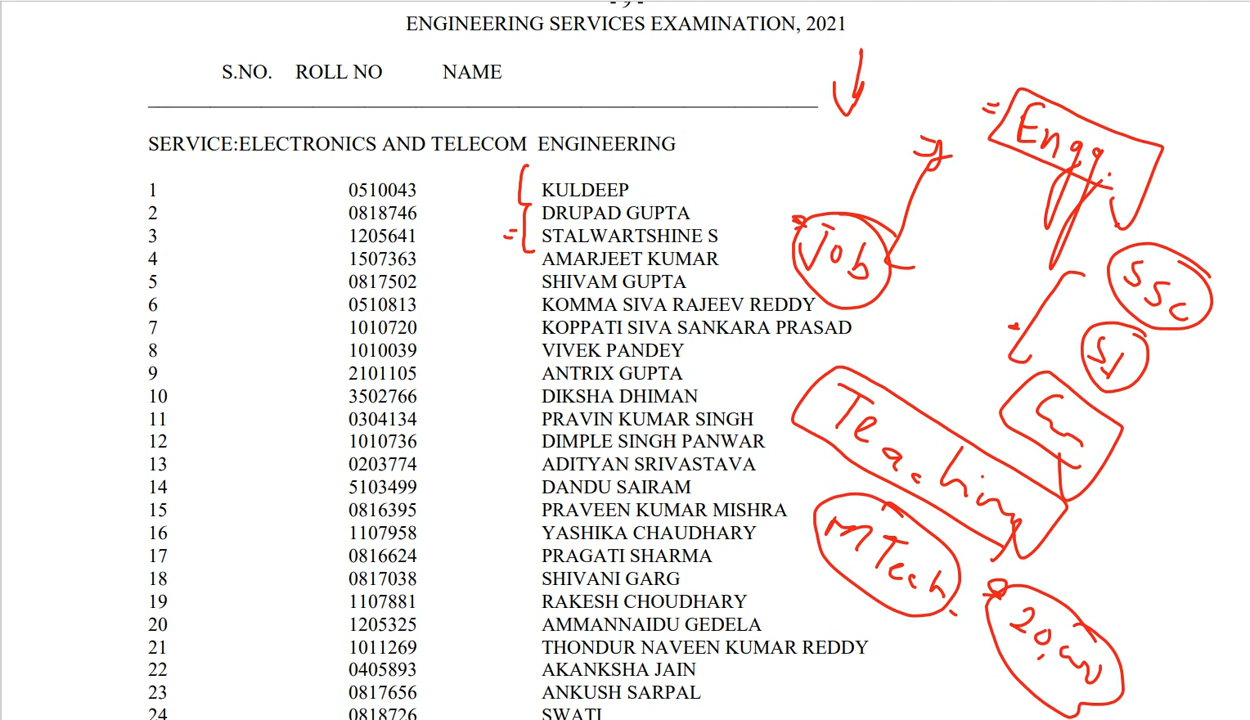 - 9 -
ENGINEERING SERVICES EXAMINATION, 2021
S.NO. ROLL NO NAME
SERVICE:ELECTRONICS AND TELECOM ENGINEERING
1 0510043 KULDEEP
2 0818746 DRUPAD GUPTA
3 1205641 STALWARTSHINE S
4 1507363 AMARJEET KUMAR
5 0817502 SHIVAM GUPTA
6 0510813 KOMMA SIVA RAJEEV REDDY
7 1010720 KOPPATI SIVA SANKARA PRASAD
8 1010039 VIVEK PANDEY
9 2101105 ANTRIX GUPTA
10 3502766 DIKSHA DHIMAN
11 0304134 PRAVIN KUMAR SINGH
12 1010736 DIMPLE SINGH PANWAR
13 0203774 ADITYAN SRIVASTAVA
14 5103499 DANDU SAIRAM
15 0816395 PRAVEEN KUMAR MISHRA
16 1107958 YASHIKA CHAUDHARY
17 0816624 PRAGATI SHARMA
18 0817038 SHIVANI GARG
19 1107881 RAKESH CHOUDHARY
20 1205325 AMMANNAIDU GEDELA
21 1011269 THONDUR NAVEEN KUMAR REDDY
22 0405893 AKANKSHA JAIN
23 0817656 ANKUSH SARPAL
24 0818726 SWATI
Engg.
Job
SSC
SI
Teaching
MTech.
20